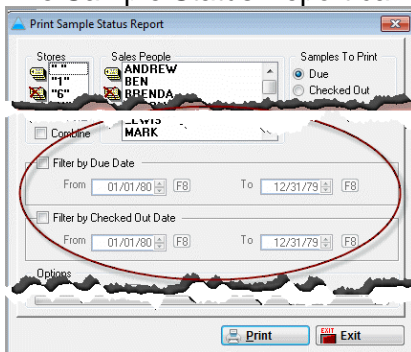 Print Sample Status Report
Stores Sales People Samples To Print
" " ANDREW Due
"1" BEN Checked Out
"6" BRENDA
Combine MARK
Filter by Due Date
From 01/01/80 F8 To 12/31/79 F8
Filter by Checked Out Date
From 01/01/80 F8 To 12/31/79 F8
Options
Print EXIT Exit